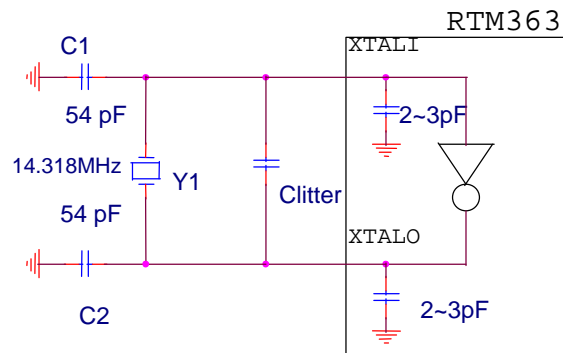 RTM363
C1
XTALI
54 pF
2~3pF
14.318MHz
Y1
Clitter
54 pF
XTALO
C2
2~3pF